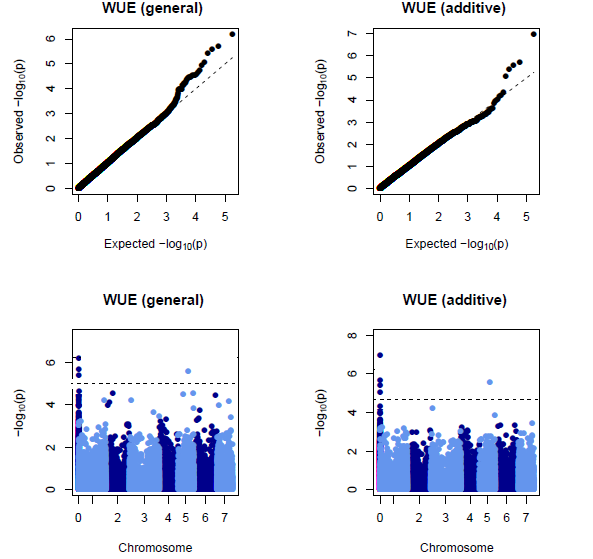 WUE (general)
WUE (additive)
Observed −log10(p)
6
5
4
3
2
1
0
0 1 2 3 4 5
Expected −log10(p)
Observed −log10(p)
7
6
5
4
3
2
1
0
0 1 2 3 4 5
Expected −log10(p)
WUE (general)
WUE (additive)
−log10(p)
6
4
2
0
0 2 3 4 5 6 7
Chromosome
−log10(p)
8
6
4
2
0
0 2 3 4 5 6 7
Chromosome